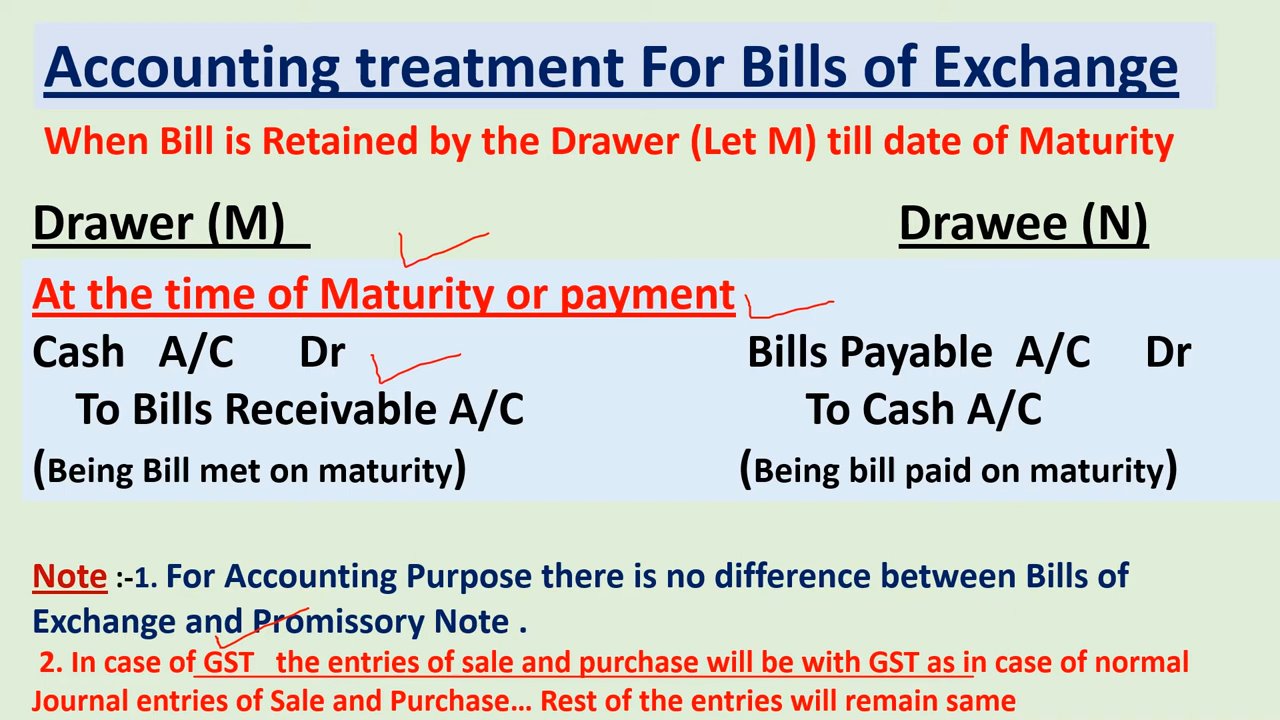 Accounting treatment For Bills of Exchange
When Bill is Retained by the Drawer (Let M) till date of Maturity
Drawer (M)
Drawee (N)
At the time of Maturity or payment
Cash A/C Dr
Bills Payable A/C Dr
To Bills Receivable A/C
To Cash A/C
(Being Bill met on maturity)
(Being bill paid on maturity)
Note :-1. For Accounting Purpose there is no difference between Bills of
Exchange and Promissory Note .
2. In case of GST the entries of sale and purchase will be with GST as in case of normal
Journal entries of Sale and Purchase... Rest of the entries will remain same